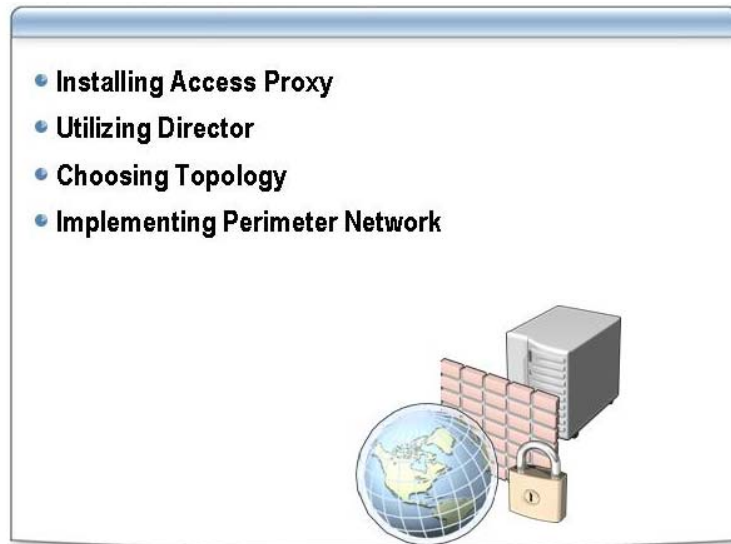 Installing Access Proxy
Utilizing Director
Choosing Topology
Implementing Perimeter Network